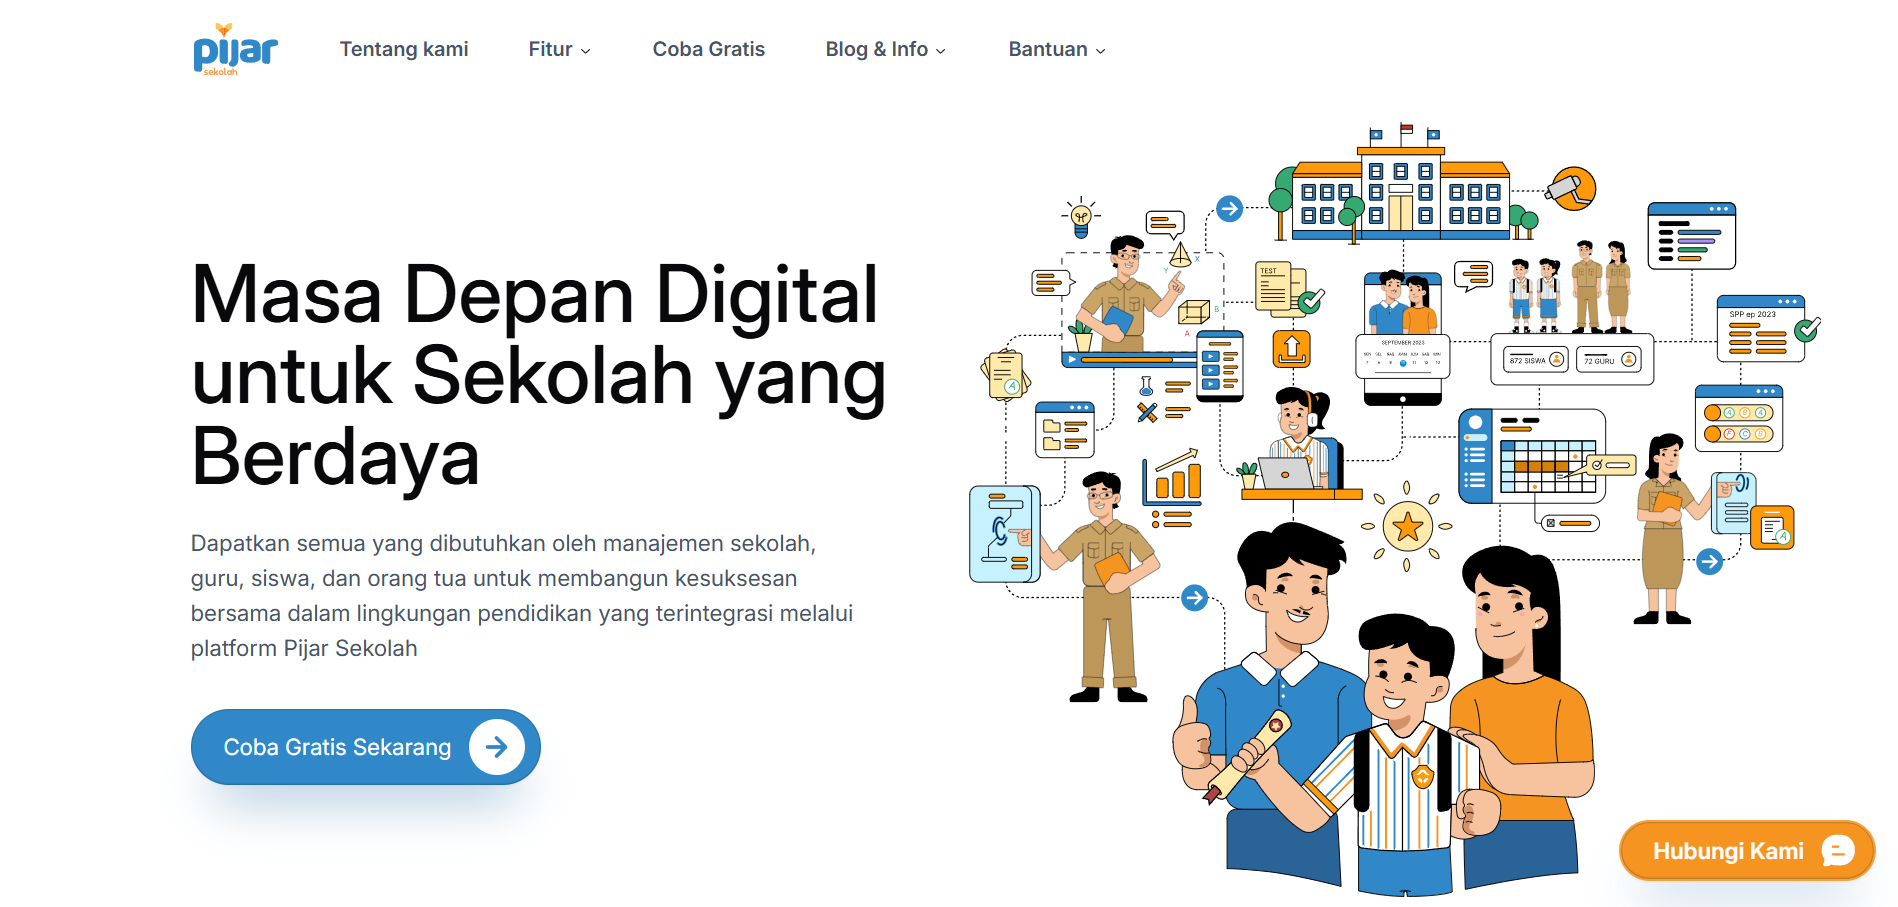 pijar
sekolah
Tentang kami
Fitur
Coba Gratis
Blog & Info
Bantuan
Masa Depan Digital
untuk Sekolah yang
Berdaya
Dapatkan semua yang dibutuhkan oleh manajemen sekolah,
guru, siswa, dan orang tua untuk membangun kesuksesan
bersama dalam lingkungan pendidikan yang terintegrasi melalui
platform Pijar Sekolah
Coba Gratis Sekarang
X
Y
B
A
TEST
A
SEPTEMBER 2023
872 SISWA
72 GURU
SPP ep 2023
A B A
F C B
A
Hubungi Kami